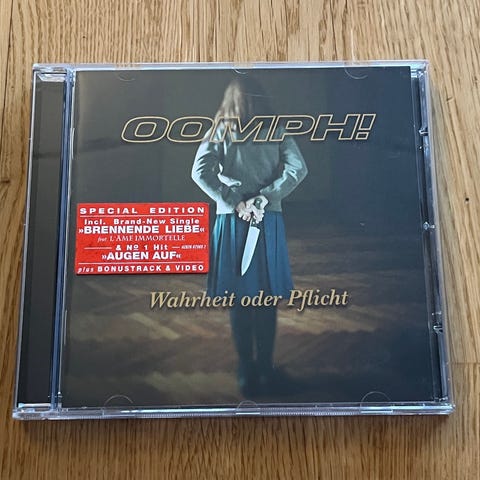 OOMPH!
SPECIAL EDITION
incl. Brand-New Single
»BRENNENDE LIEBE«
feat. L'ÂME IMMORTELLE
& No 1 Hit
»AUGEN AUF«
plus BONUSTRACK & VIDEO
Wahrheit oder Pflicht